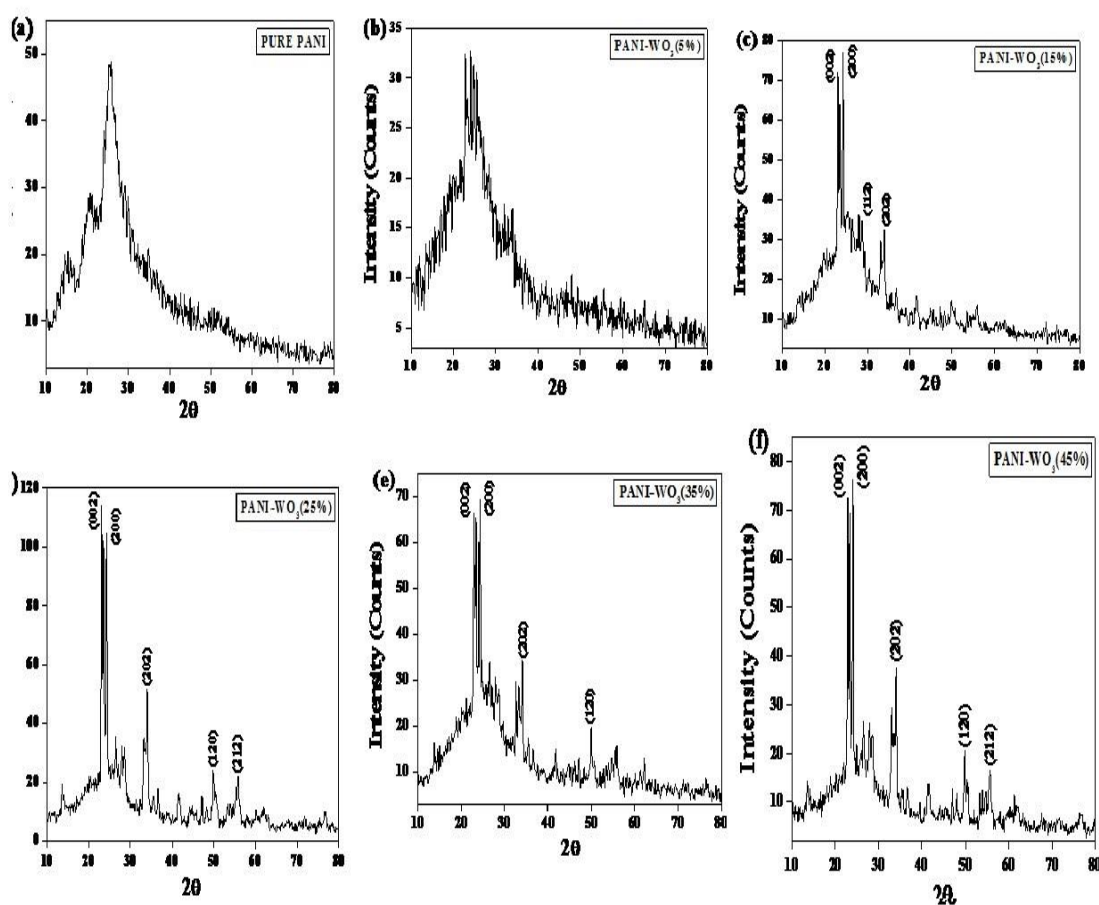 (a)
PURE PANI
50
40
30
20
10
10 20 30 40 50 60 70 80
2θ
(b)
PANI-WO3(5%)
Intensity (Counts)
35
30
25
20
15
10
5
10 20 30 40 50 60 70 80
2θ
(c)
PANI-WO3(15%)
Intensity (Counts)
80
70
60
50
40
30
20
10
(002)
(200)
(112)
(202)
10 20 30 40 50 60 70 80
2θ
)
PANI-WO3(25%)
120
100
80
60
40
20
0
(002)
(200)
(202)
(120)
(212)
10 20 30 40 50 60 70 80
2θ
(e)
PANI-WO3(35%)
Intensity (Counts)
70
60
50
40
30
20
10
(002)
(200)
(202)
(120)
10 20 30 40 50 60 70 80
2θ
(f)
PANI-WO3(45%)
Intensity (Counts)
80
70
60
50
40
30
20
10
(002)
(200)
(202)
(120)
(212)
10 20 30 40 50 60 70 80
2θ